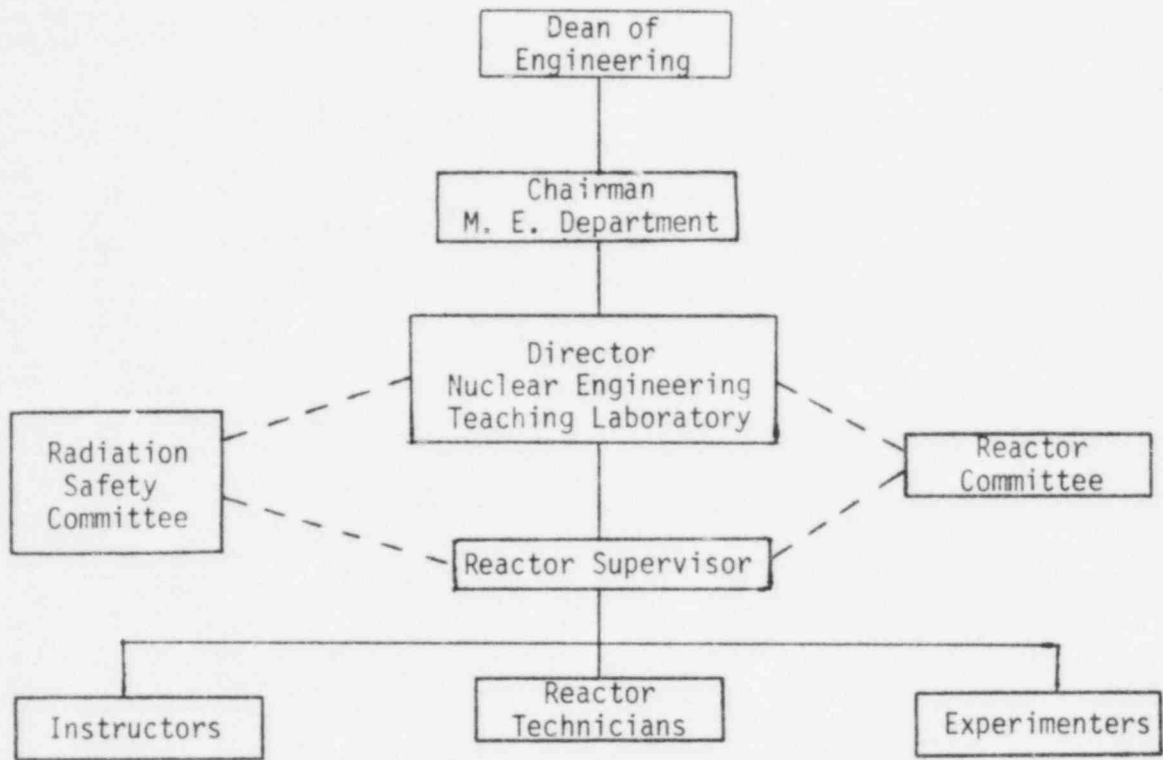 Dean of
Engineering
Chairman
M. E. Department
Director
Nuclear Engineering
Teaching Laboratory
Radiation
Safety
Committee
Reactor
Committee
Reactor Supervisor
Instructors
Reactor
Technicians
Experimenters